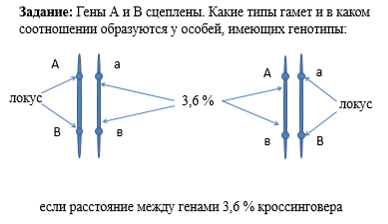 Задание: Гены А и В сцеплены. Какие типы гамет и в каком
соотношении образуются у особей, имеющих генотипы:
А а А а
локус 3,6 % локус
В в в В
если расстояние между генами 3,6 % кроссинговера